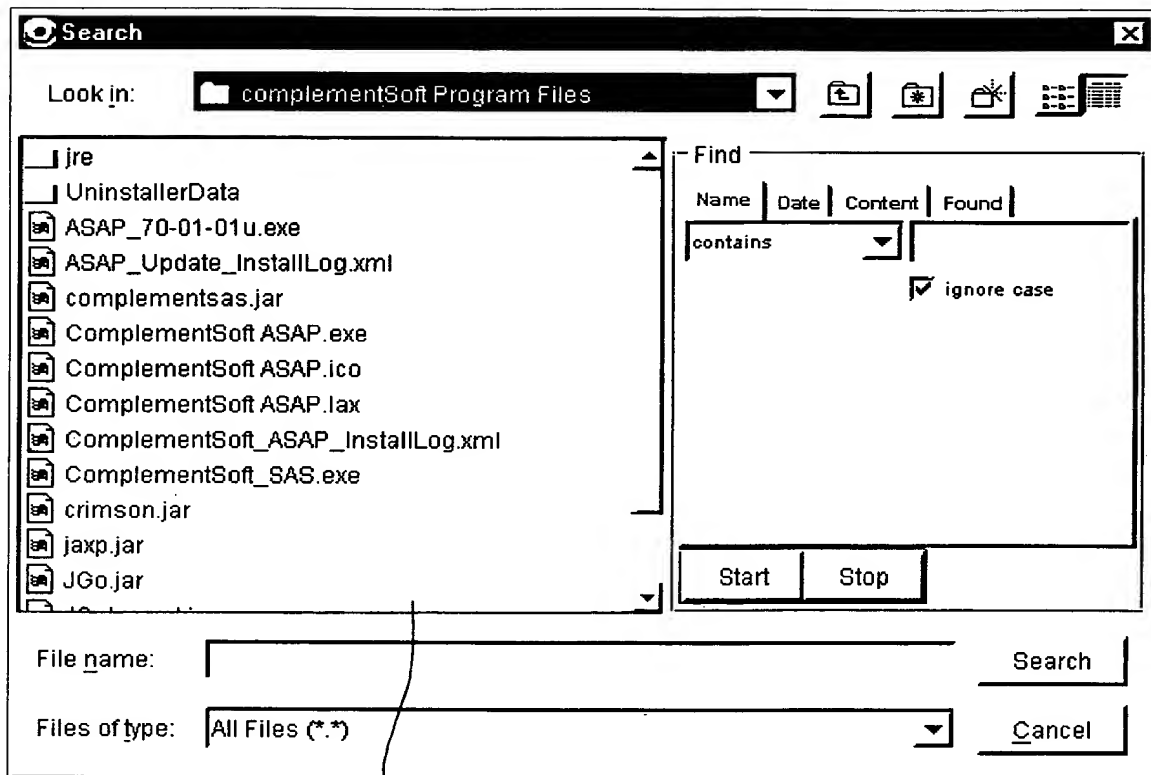 Search
Look in: complementSoft Program Files
jre
UninstallerData
ASAP_70-01-01u.exe
ASAP_Update_InstallLog.xml
complementsas.jar
ComplementSoft ASAP.exe
ComplementSoft ASAP.ico
ComplementSoft ASAP.lax
ComplementSoft_ASAP_InstallLog.xml
ComplementSoft_SAS.exe
crimson.jar
jaxp.jar
JGo.jar
Find
Name Date Content Found
contains
ignore case
Start Stop
File name: Search
Files of type: All Files (*.*) Cancel